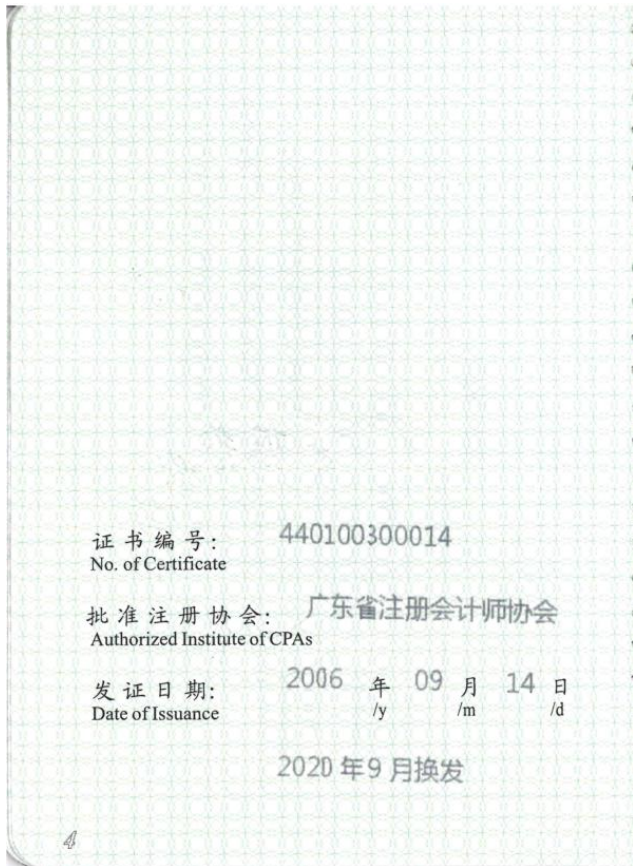 证书编号: 440100300014
No. of Certificate
批准注册协会: 广东省注册会计师协会
Authorized Institute of CPAs
发证日期: 2006 年 09 月 14 日
Date of Issuance /y /m /d
2020 年 9 月换发
4